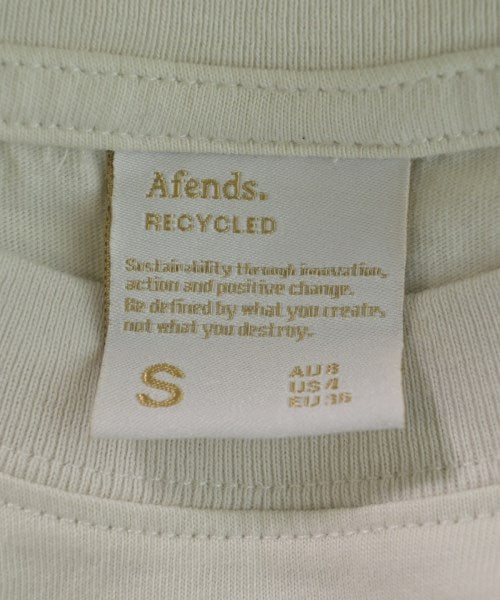 Afends.
RECYCLED
Sustainability through innovation,
action and positive change.
Be defined by what you create,
not what you destroy.
S
AU 8
US 4
EU 36